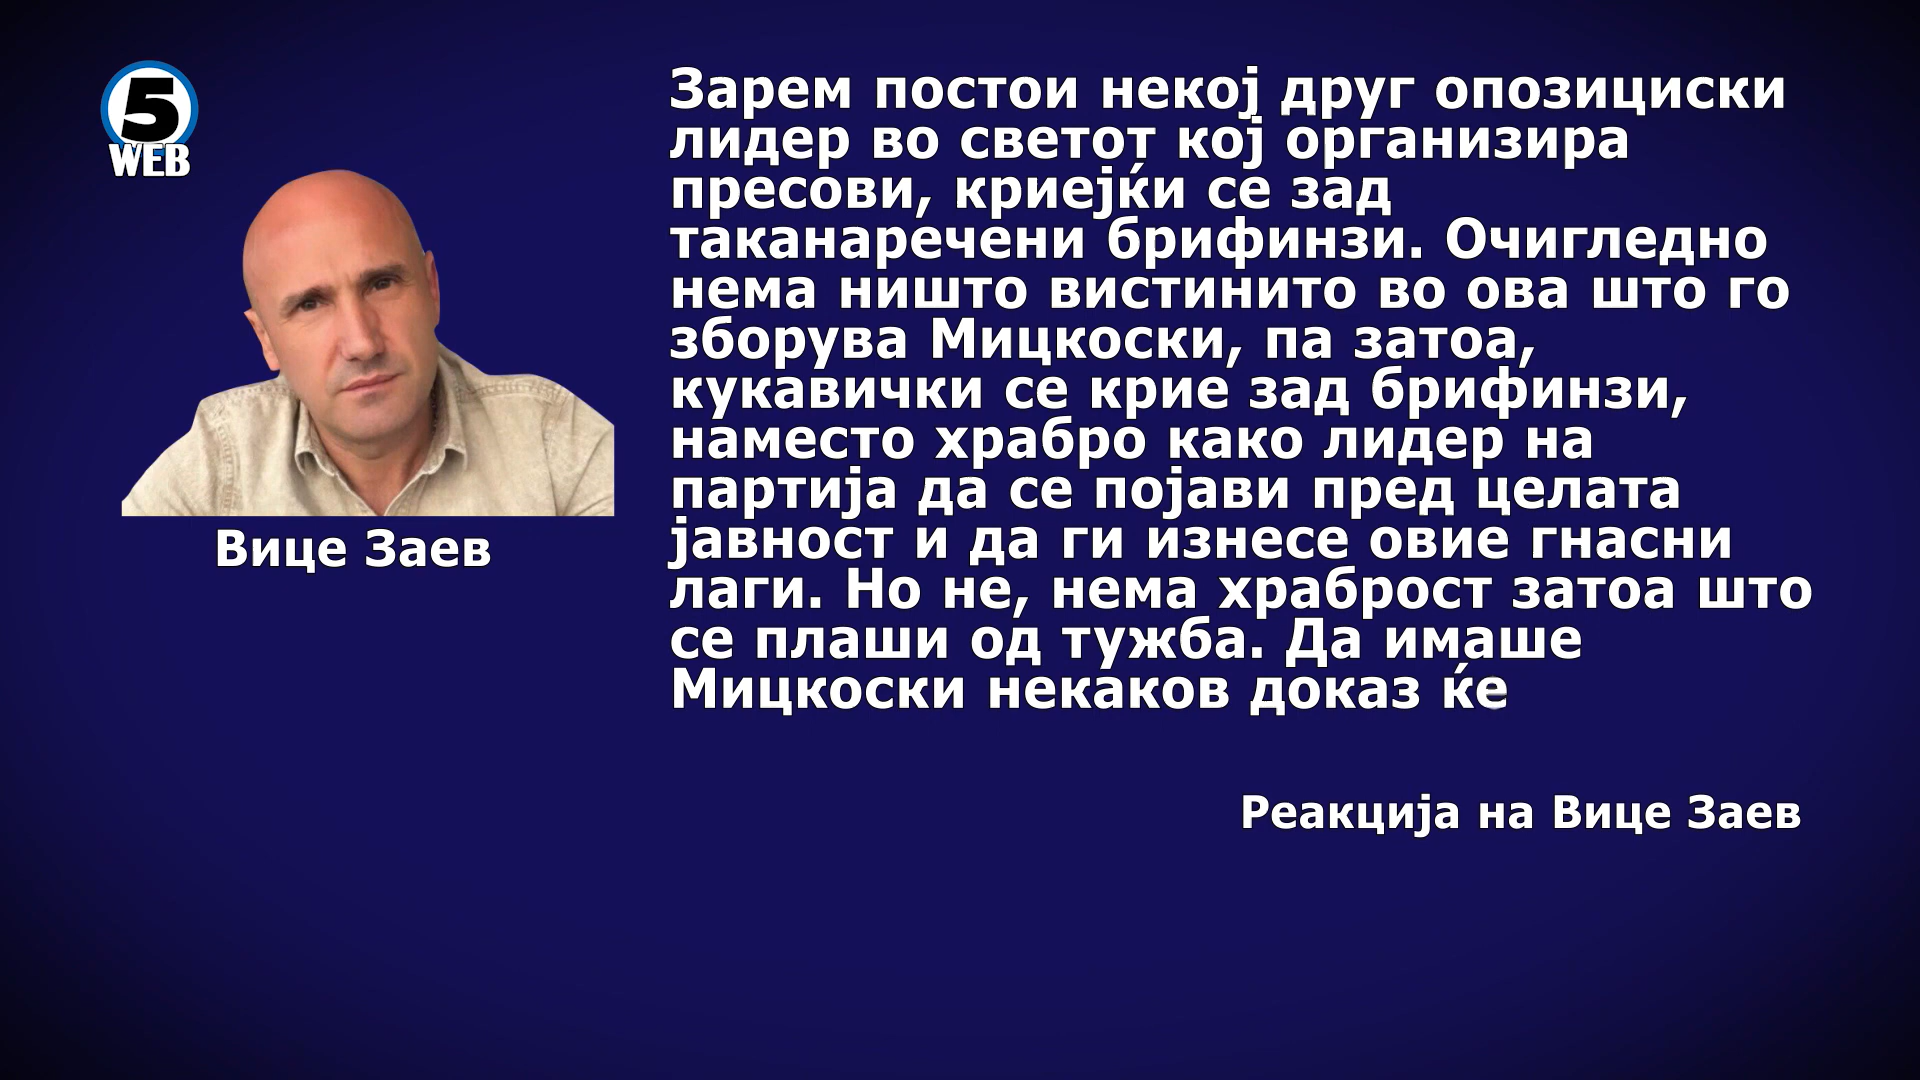 5
WEB
Зарем постои некој друг опозициски
лидер во светот кој организира
пресови, криејќи се зад
таканаречени брифинзи. Очигледно
нема ништо вистинито во ова што го
зборува Мицкоски, па затоа,
кукавички се крие зад брифинзи,
наместо храбро како лидер на
партија да се појави пред целата
јавност и да ги изнесе овие гнасни
лаги. Но не, нема храброст затоа што
се плаши од тужба. Да имаше
Мицкоски некаков доказ ќе
Вице Заев
Реакција на Вице Заев